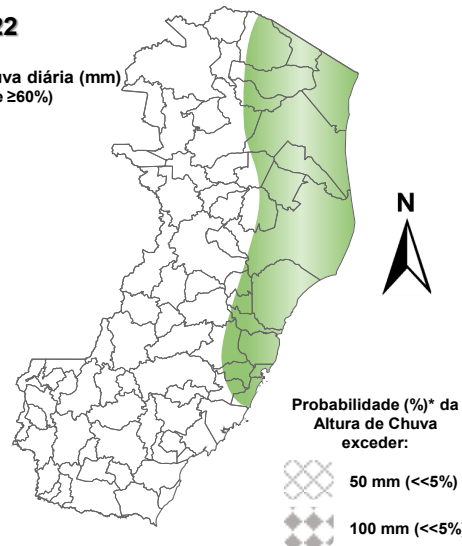 22
uva diária (mm)
e ≥60%)
N
Probabilidade (%)* da
Altura de Chuva
exceder:
50 mm (<<5%)
100 mm (<<5%